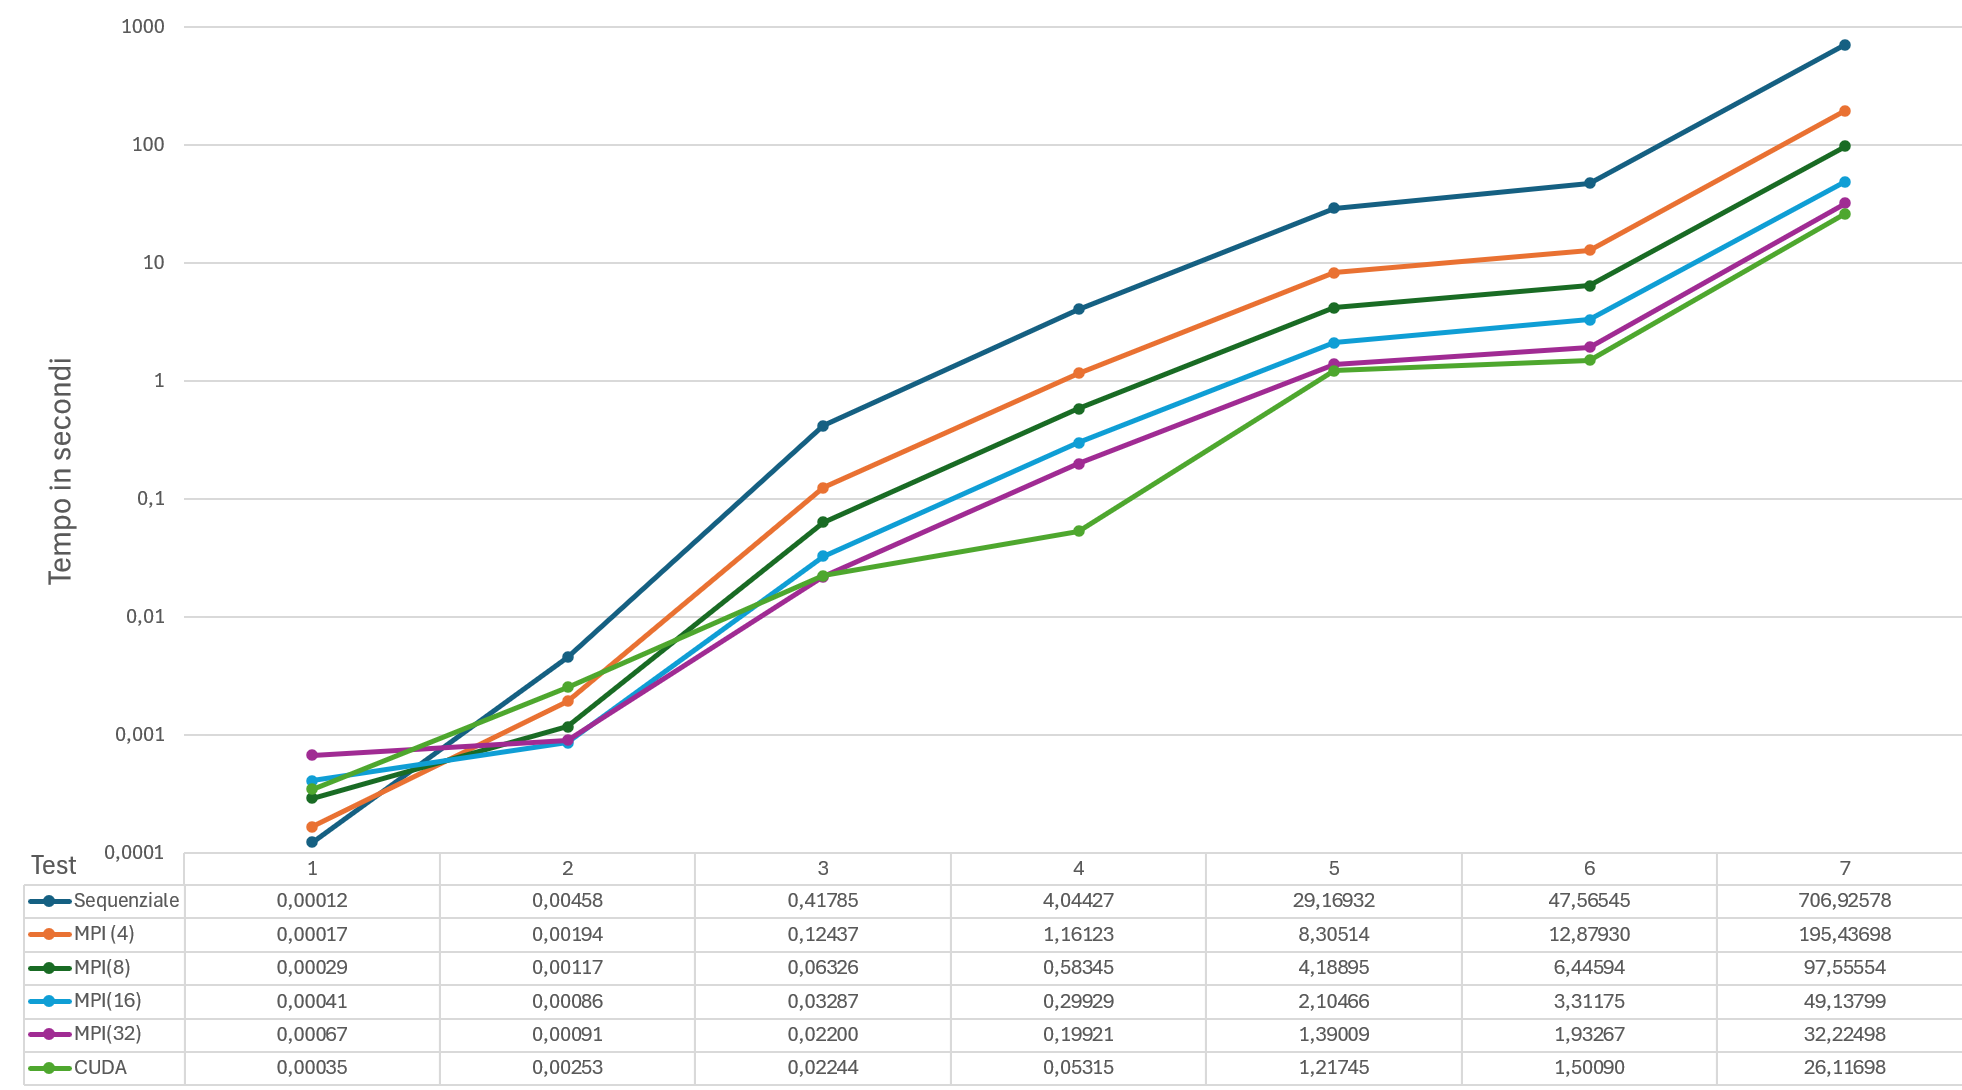 1000
100
10
1
0,1
0,01
0,001
0,0001
Tempo in secondi
Test 1 2 3 4 5 6 7
Sequenziale 0,00012 0,00458 0,41785 4,04427 29,16932 47,56545 706,92578
MPI (4) 0,00017 0,00194 0,12437 1,16123 8,30514 12,87930 195,43698
MPI(8) 0,00029 0,00117 0,06326 0,58345 4,18895 6,44594 97,55554
MPI(16) 0,00041 0,00086 0,03287 0,29929 2,10466 3,31175 49,13799
MPI(32) 0,00067 0,00091 0,02200 0,19921 1,39009 1,93267 32,22498
CUDA 0,00035 0,00253 0,02244 0,05315 1,21745 1,50090 26,11698